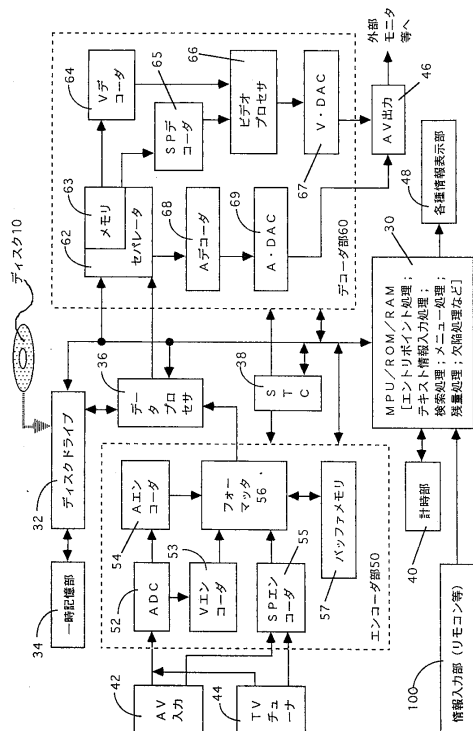 ディスク10
32
ディスクドライブ
34
一時記憶部
36
データ
プロセサ
38
STC
42
AV
入力
44
TV
チューナ
52
ADC
54
Aエン
コーダ
53
Vエン
コーダ
55
SPエン
コーダ
フォー
マッタ
56
57
バッファメモリ
エンコーダ部50
62
セパレータ
63
メモリ
64
Vデ
コーダ
65
SPデ
コーダ
66
ビデオ
プロセサ
67
V・DAC
68
Aデコーダ
69
A・DAC
デコーダ部60
AV出力
46
外部
モニタ
等へ
48
各種情報表示部
30
MPU/ROM/RAM
[エントリポイント処理;
テキスト情報入力処理;
検索処理;メニュー処理;
残量処理;欠陥処理など]
40
計時部
100
情報入力部(リモコン等)